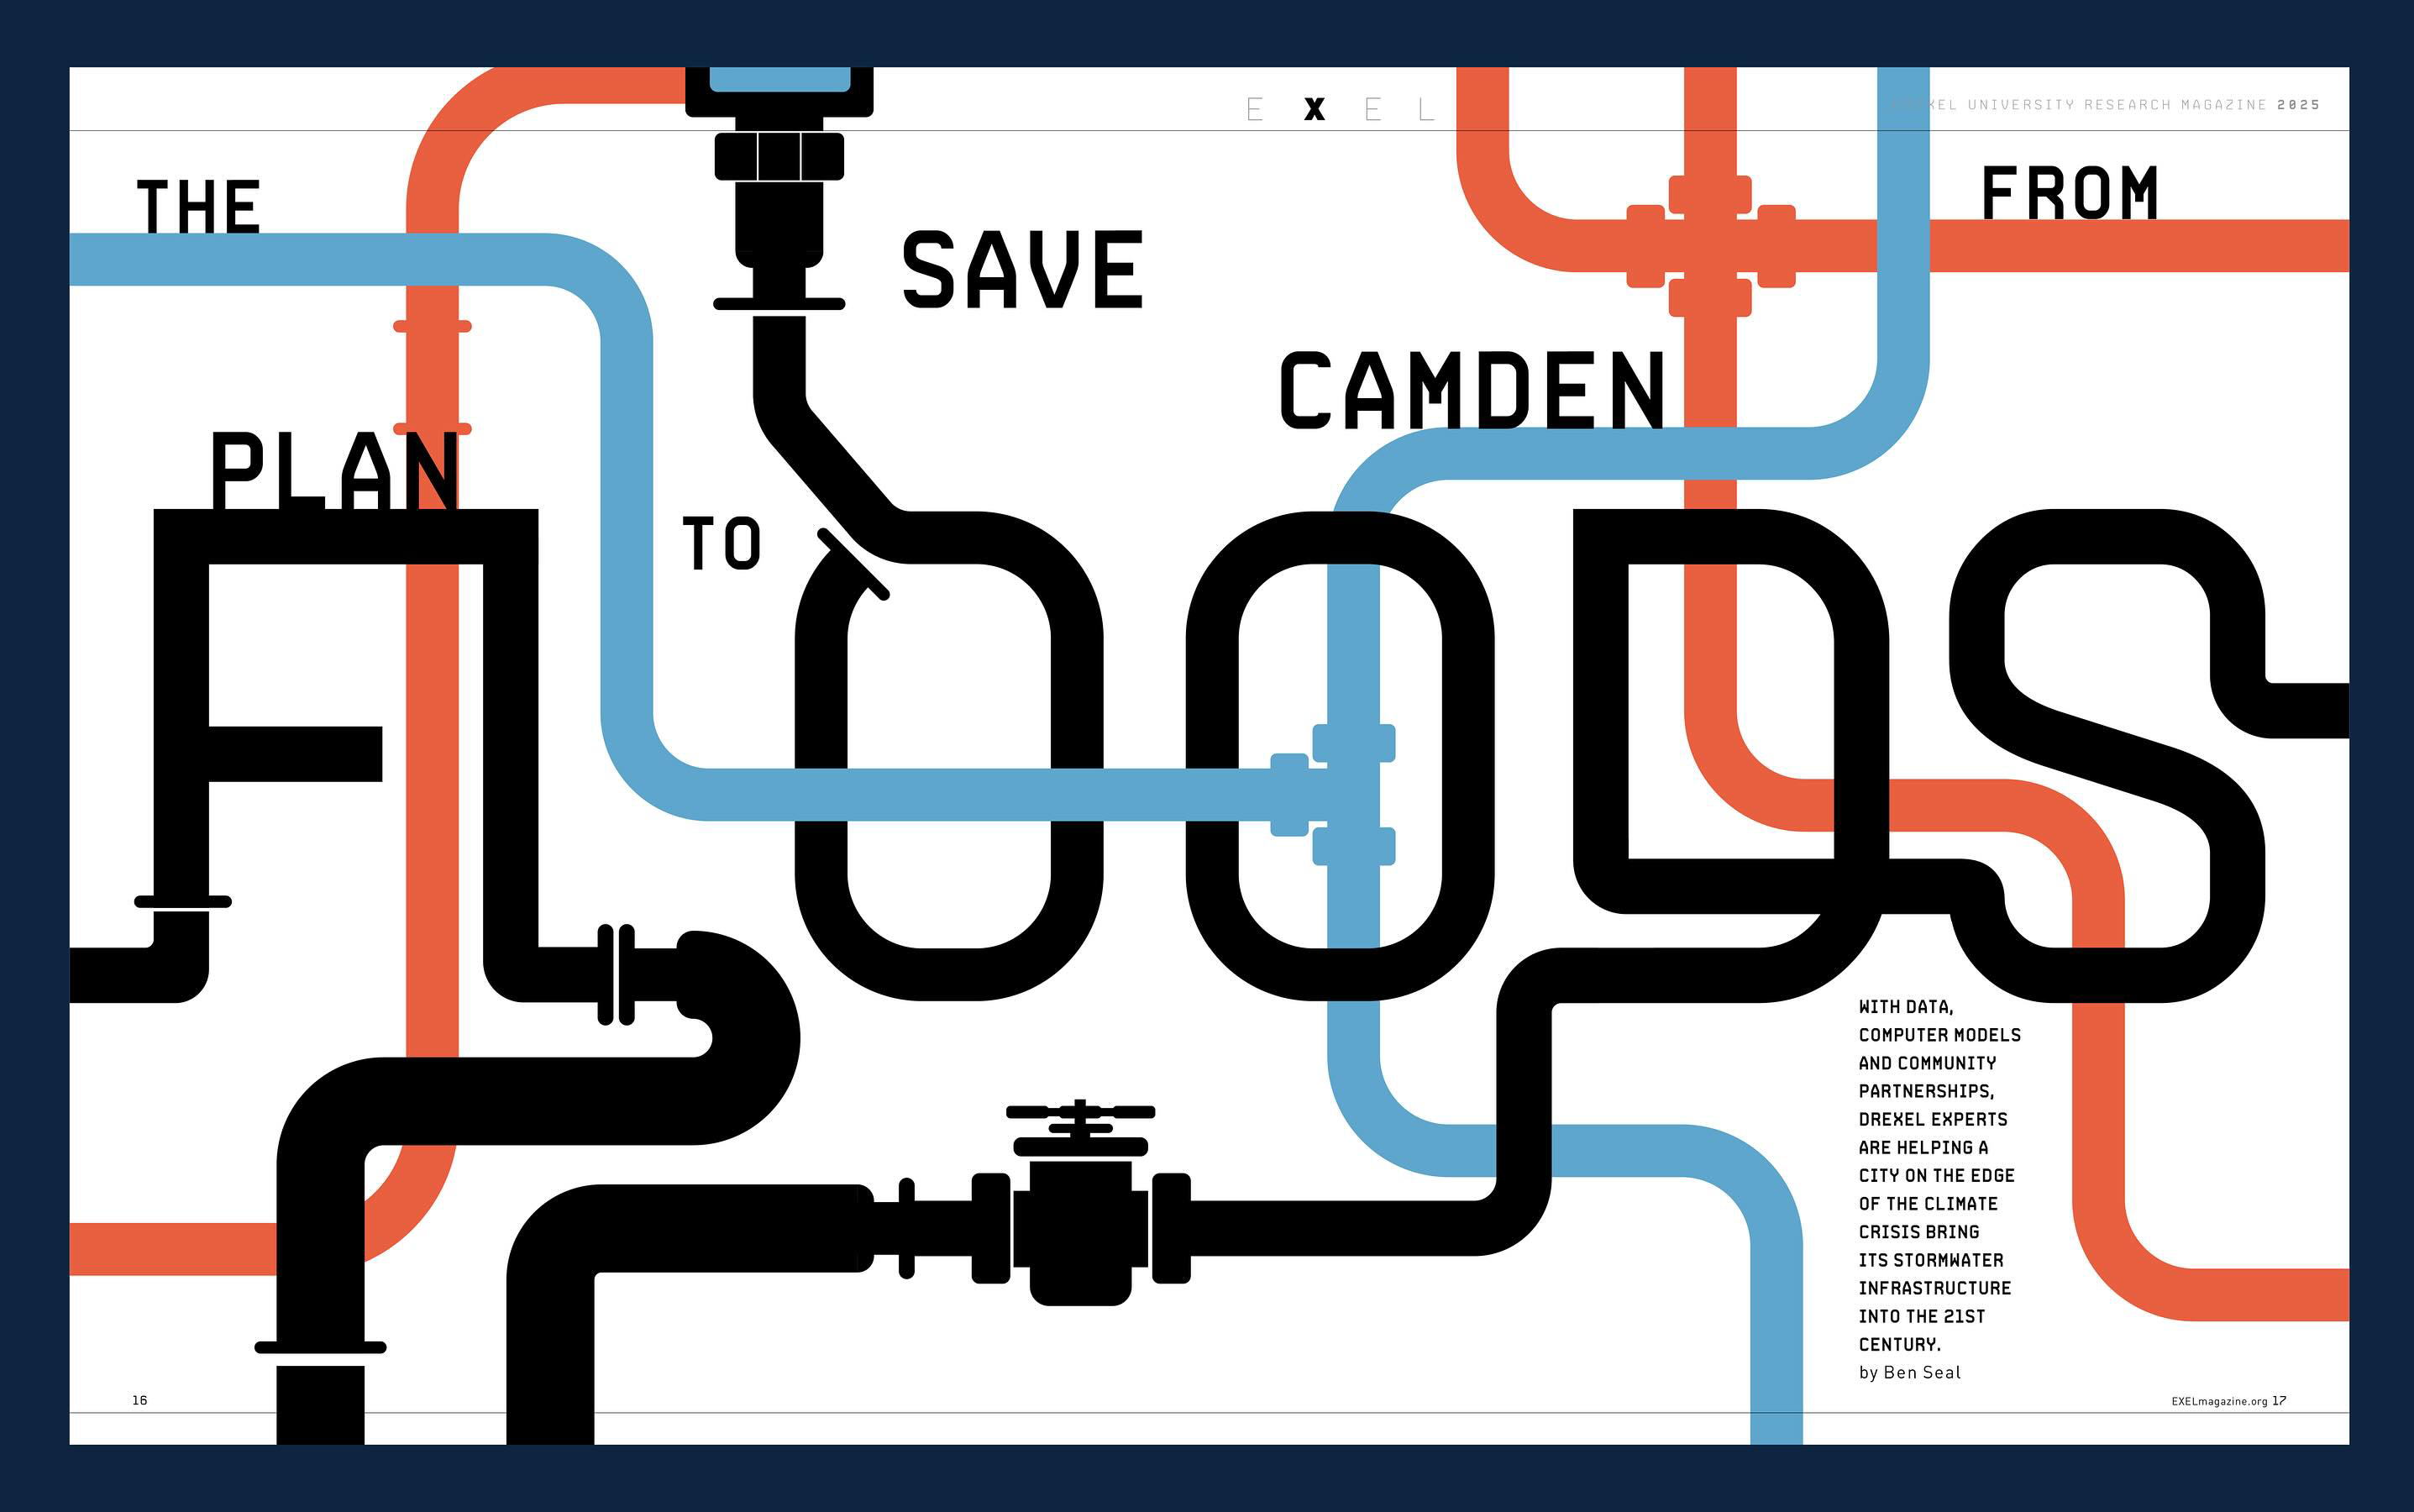 E X E L
DREXEL UNIVERSITY RESEARCH MAGAZINE 2025
THE
PLAN
TO
SAVE
CAMDEN
FROM
FLOODS
WITH DATA,
COMPUTER MODELS
AND COMMUNITY
PARTNERSHIPS,
DREXEL EXPERTS
ARE HELPING A
CITY ON THE EDGE
OF THE CLIMATE
CRISIS BRING
ITS STORMWATER
INFRASTRUCTURE
INTO THE 21ST
CENTURY.
by Ben Seal
16
EXELmagazine.org 17